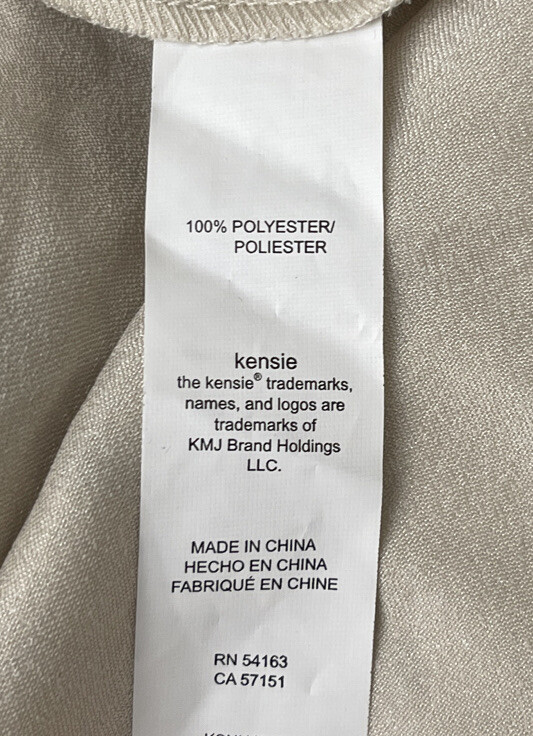 100% POLYESTER/
POLIESTER
kensie
the kensie® trademarks,
names, and logos are
trademarks of
KMJ Brand Holdings
LLC.
MADE IN CHINA
HECHO EN CHINA
FABRIQUÉ EN CHINE
RN 54163
CA 57151